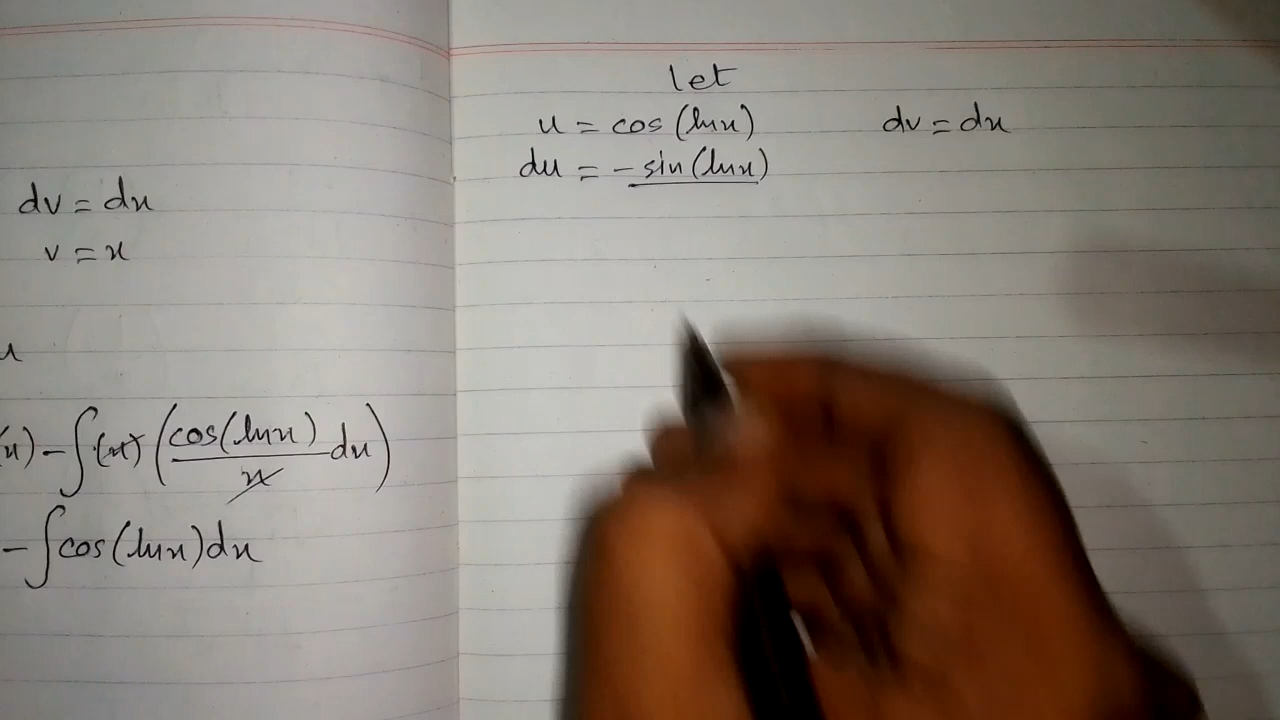 dv = dx
v = x
x
x) - ∫(x) (cos(lnx)/x dx)
- ∫cos(lnx)dx
let
u = cos(lnx) dv = dx
du = - sin(lnx)